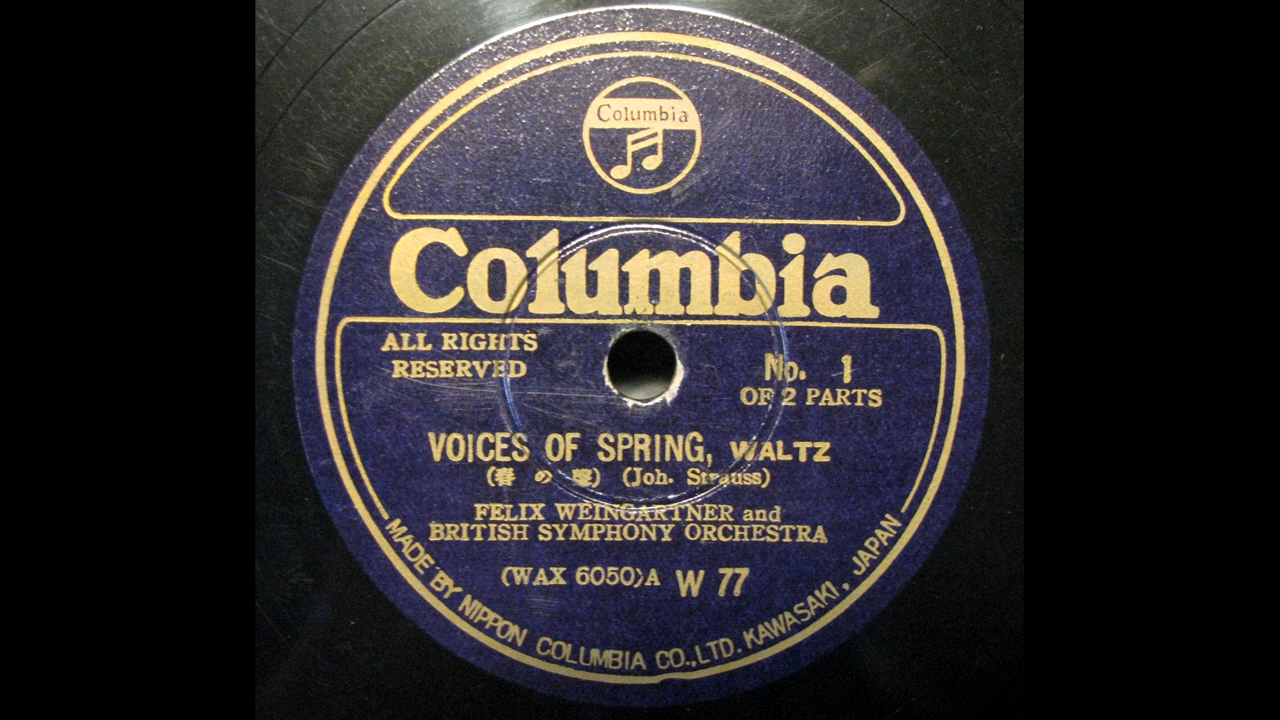 Columbia
Columbia
ALL RIGHTS
RESERVED
No. 1
OF 2 PARTS
VOICES OF SPRING, WALTZ
(春の聲) (Joh. Strauss)
FELIX WEINGARTNER and
BRITISH SYMPHONY ORCHESTRA
(WAX 6050)A W 77
MADE BY NIPPON COLUMBIA CO., LTD. KAWASAKI, JAPAN